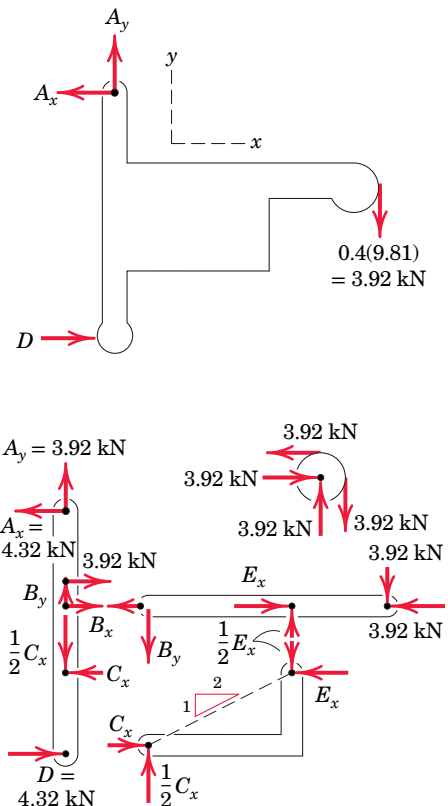 A_y
A_x
y
x
0.4(9.81)
= 3.92 kN
D
A_y = 3.92 kN
3.92 kN
3.92 kN
A_x =
4.32 kN
3.92 kN
3.92 kN
3.92 kN
3.92 kN
B_y
E_x
B_x
3.92 kN
B_y
1/2 E_x
1/2 C_x
C_x
2
1
E_x
C_x
D =
4.32 kN
1/2 C_x